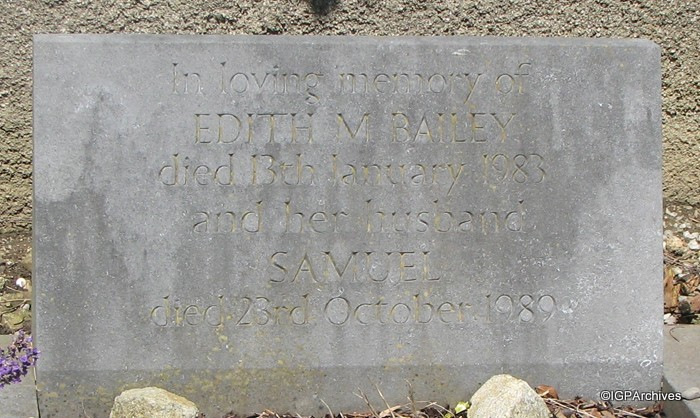 In loving memory of
EDITH M BAILEY
died 13th January 1983
and her husband
SAMUEL
died 23rd October 1989
©IGPArchives